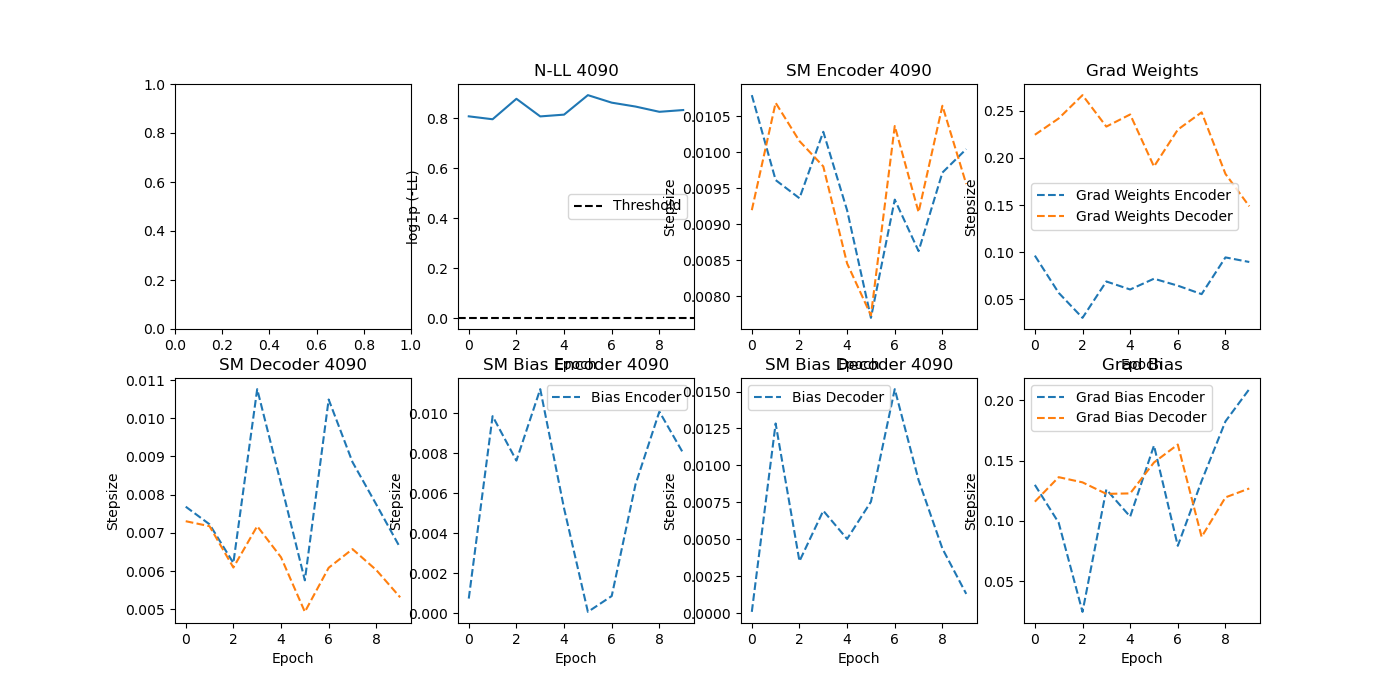 N-LL 4090
SM Encoder 4090
Grad Weights
1.0
0.8
0.6
0.4
0.2
0.0
0.0 0.2 0.4 0.6 0.8 1.0
log1p (-LL)
0.8
0.6
0.4
0.2
0.0
Threshold
0 2 4 6 8
Epoch
Stepsize
0.0105
0.0100
0.0095
0.0090
0.0085
0.0080
0 2 4 6 8
Epoch
Stepsize
0.25
0.20
0.15
0.10
0.05
Grad Weights Encoder
Grad Weights Decoder
0 2 4 6 8
Epoch
SM Decoder 4090
SM Bias Encoder 4090
SM Bias Decoder 4090
Grad Bias
Stepsize
0.011
0.010
0.009
0.008
0.007
0.006
0.005
0 2 4 6 8
Epoch
Stepsize
0.010
0.008
0.006
0.004
0.002
0.000
Bias Encoder
0 2 4 6 8
Epoch
Stepsize
0.0150
0.0125
0.0100
0.0075
0.0050
0.0025
0.0000
Bias Decoder
0 2 4 6 8
Epoch
Stepsize
0.20
0.15
0.10
0.05
Grad Bias Encoder
Grad Bias Decoder
0 2 4 6 8
Epoch